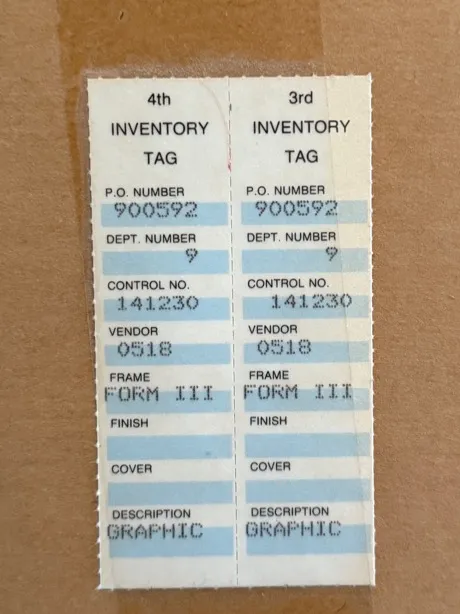 4th
INVENTORY
TAG
P.O. NUMBER
900592
DEPT. NUMBER
9
CONTROL NO.
141230
VENDOR
0518
FRAME
FORM III
FINISH
COVER
DESCRIPTION
GRAPHIC
3rd
INVENTORY
TAG
P.O. NUMBER
900592
DEPT. NUMBER
9
CONTROL NO.
141230
VENDOR
0518
FRAME
FORM III
FINISH
COVER
DESCRIPTION
GRAPHIC